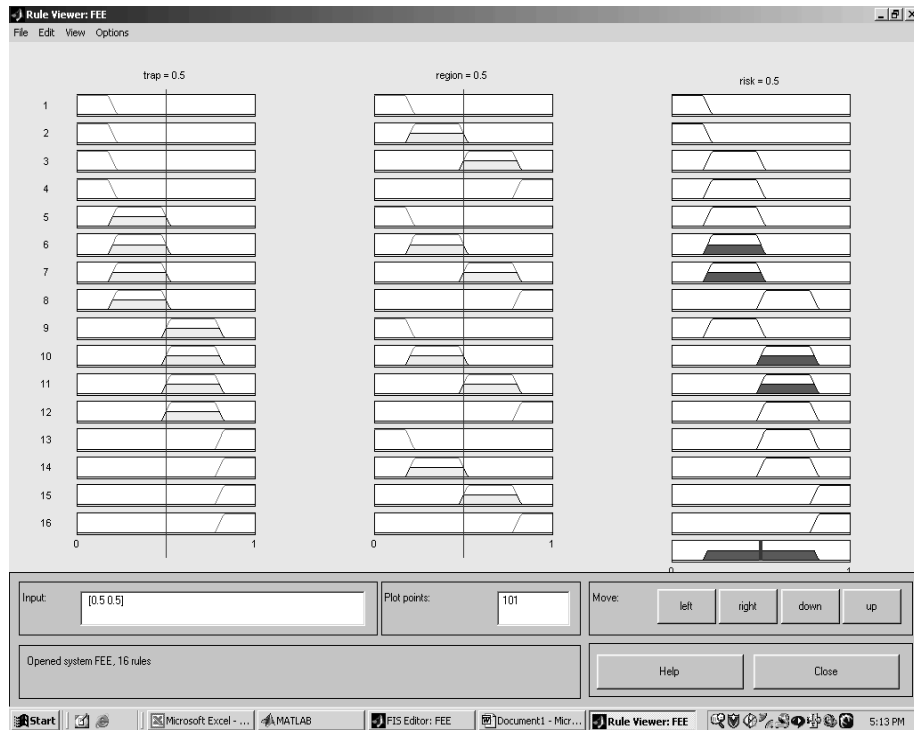 Rule Viewer: FEE
File Edit View Options
trap = 0.5
region = 0.5
risk = 0.5
1
2
3
4
5
6
7
8
9
10
11
12
13
14
15
16
0 1 0 1
0 1
Input:
[0.5 0.5]
Plot points:
101
Move:
left right down up
Opened system FEE, 16 rules
Help Close
Start Microsoft Excel - ... MATLAB FIS Editor: FEE Document1 - Micr... Rule Viewer: FEE 5:13 PM